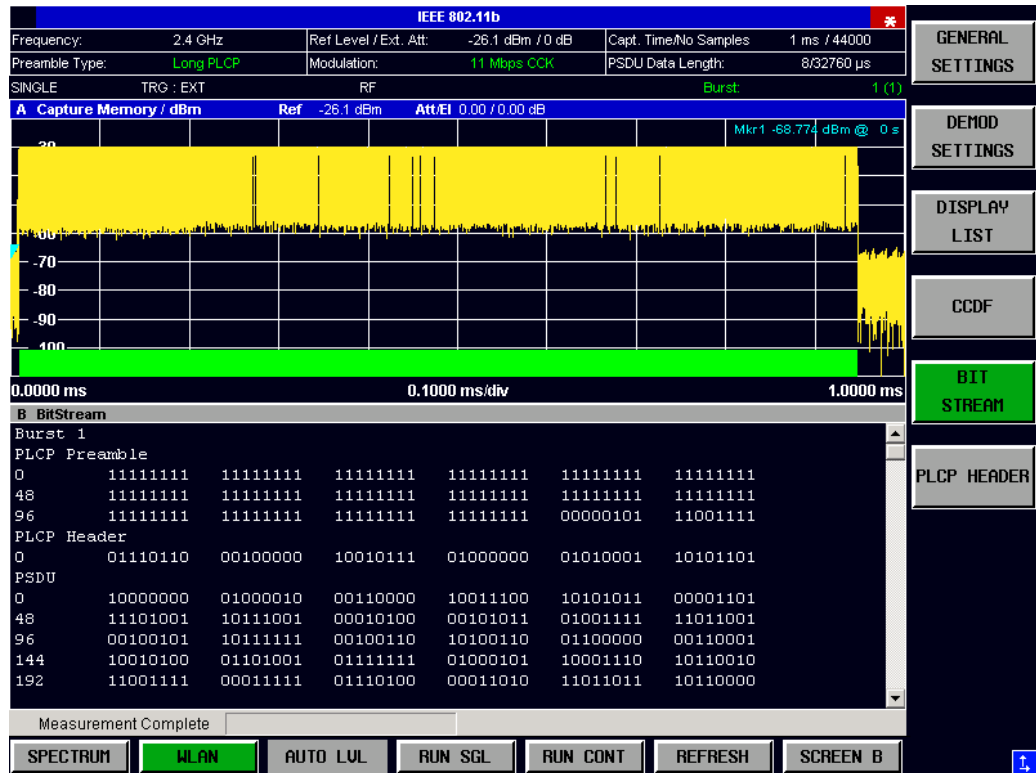 IEEE 802.11b
Frequency: 2.4 GHz Ref Level / Ext. Att: -26.1 dBm / 0 dB Capt. Time/No Samples 1 ms / 44000
Preamble Type: Long PLCP Modulation: 11 Mbps CCK PSDU Data Length: 8/32760 µs
SINGLE TRG : EXT RF Burst: 1 (1)
A Capture Memory / dBm Ref -26.1 dBm Att/El 0.00 / 0.00 dB
Mkr1 -68.774 dBm @ 0 s
-70
-80
-90
0.0000 ms 0.1000 ms/div 1.0000 ms
B BitStream
Burst 1
PLCP Preamble
0 11111111 11111111 11111111 11111111 11111111 11111111
48 11111111 11111111 11111111 11111111 11111111 11111111
96 11111111 11111111 11111111 11111111 00000101 11001111
PLCP Header
0 01110110 00100000 10010111 01000000 01010001 10101101
PSDU
0 10000000 01000010 00110000 10011100 10101011 00001101
48 11101001 10111001 00010100 00101011 01001111 11011001
96 00100101 10111111 00100110 10100110 01100000 00110001
144 10010100 01101001 01111111 01000101 10001110 10110010
192 11001111 00011111 01110100 00011010 11011011 10110000
Measurement Complete
SPECTRUM WLAN AUTO LVL RUN SGL RUN CONT REFRESH SCREEN B
GENERAL
SETTINGS
DEMOD
SETTINGS
DISPLAY
LIST
CCDF
BIT
STREAM
PLCP HEADER